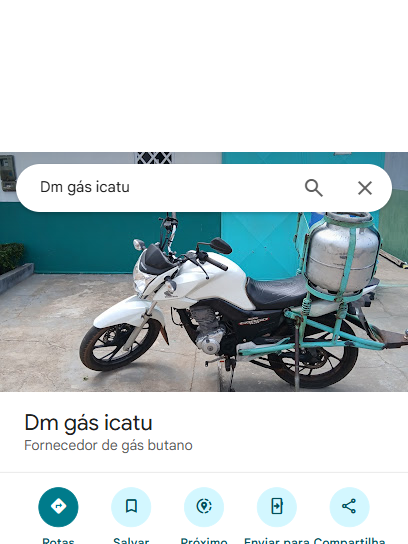 Dm gás icatu
Dm gás icatu
Fornecedor de gás butano
Rotas
Salvar
Próximo
Enviar para
Compartilha